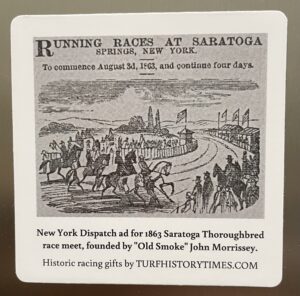 RUNNING RACES AT SARATOGA
SPRINGS, NEW YORK.
To commence August 3d, 1863, and continue four days.
New York Dispatch ad for 1863 Saratoga Thoroughbred
race meet, founded by "Old Smoke" John Morrissey.
Historic racing gifts by TURFHISTORYTIMES.COM